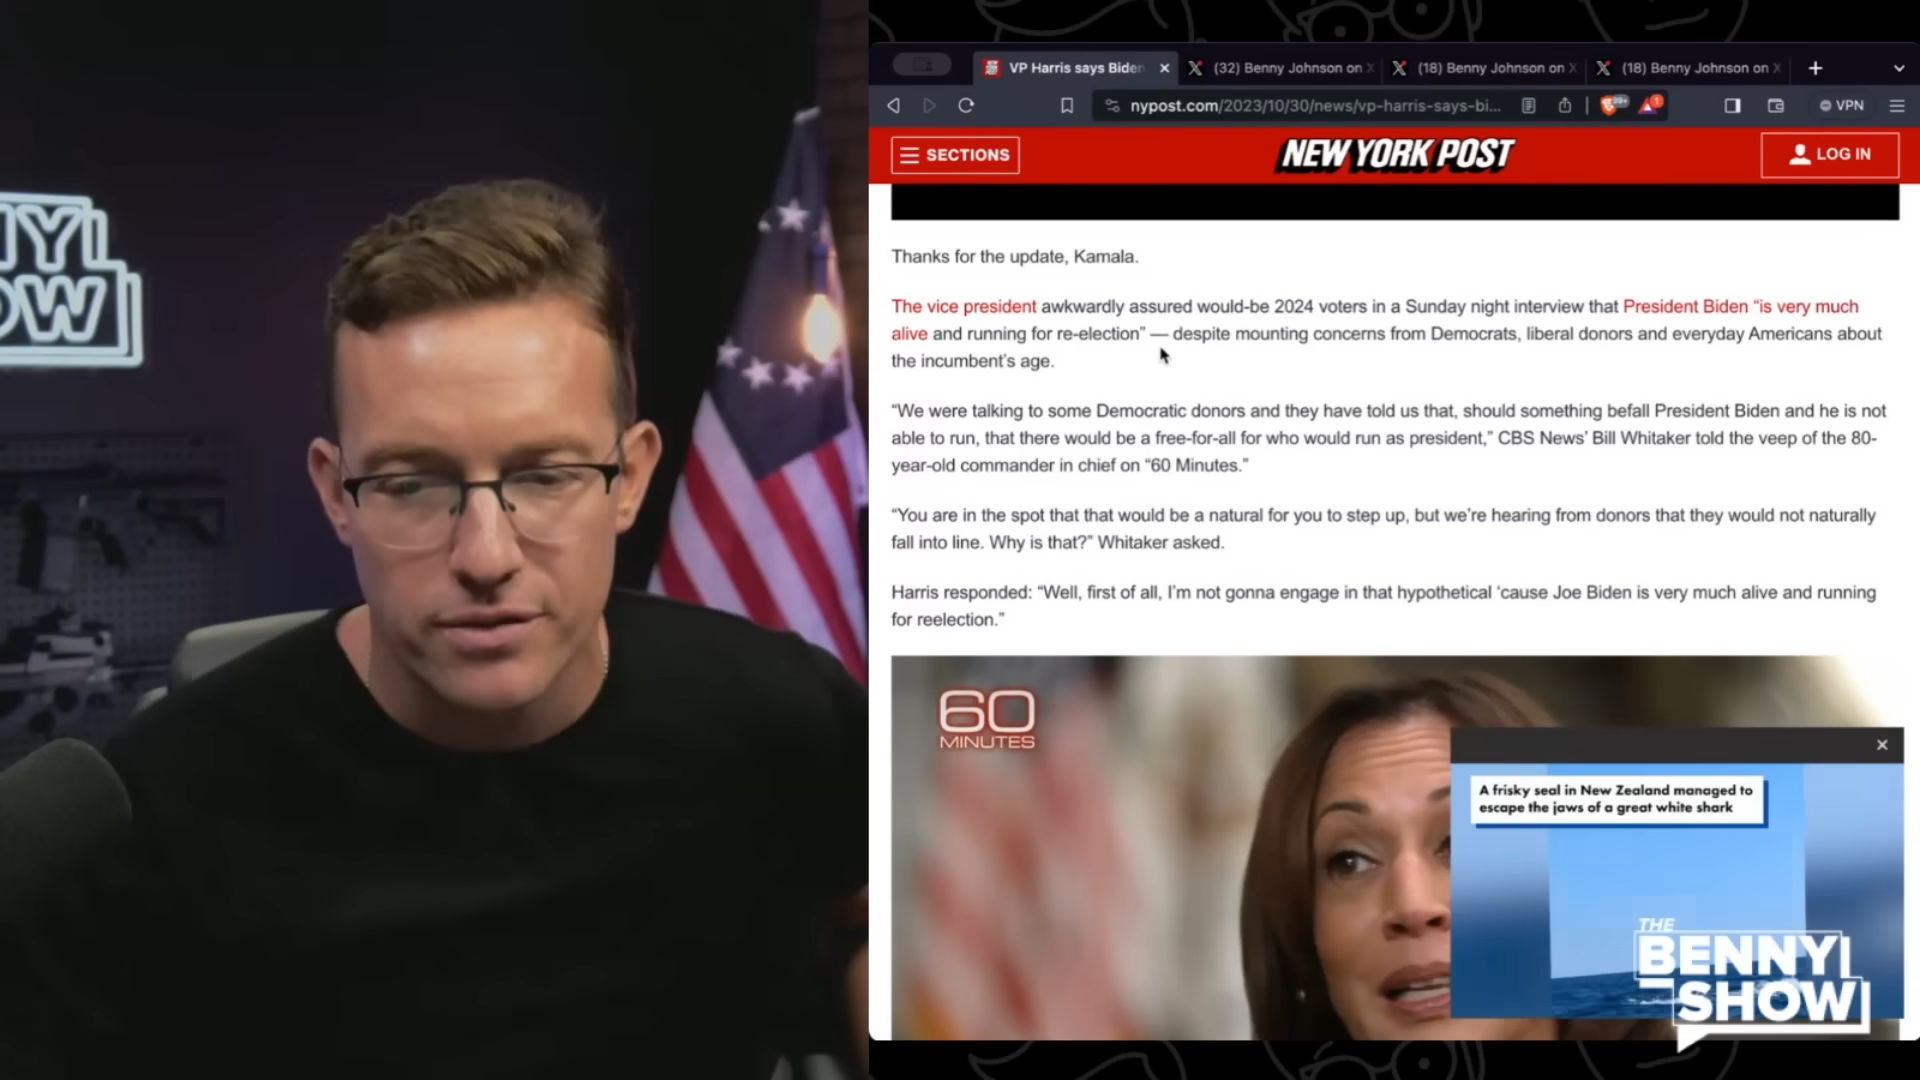 NY
OW
VP Harris says Biden
(32) Benny Johnson on X
(18) Benny Johnson on X
(18) Benny Johnson on X
nypost.com/2023/10/30/news/vp-harris-says-bi...
99+
1
VPN
SECTIONS
NEW YORK POST
LOG IN
Thanks for the update, Kamala.
The vice president awkwardly assured would-be 2024 voters in a Sunday night interview that President Biden “is very much
alive and running for re-election” — despite mounting concerns from Democrats, liberal donors and everyday Americans about
the incumbent’s age.
“We were talking to some Democratic donors and they have told us that, should something befall President Biden and he is not
able to run, that there would be a free-for-all for who would run as president,” CBS News’ Bill Whitaker told the veep of the 80-
year-old commander in chief on “60 Minutes.”
“You are in the spot that that would be a natural for you to step up, but we’re hearing from donors that they would not naturally
fall into line. Why is that?” Whitaker asked.
Harris responded: “Well, first of all, I’m not gonna engage in that hypothetical ‘cause Joe Biden is very much alive and running
for reelection.”
60
MINUTES
A frisky seal in New Zealand managed to
escape the jaws of a great white shark
THE
BENNY
SHOW